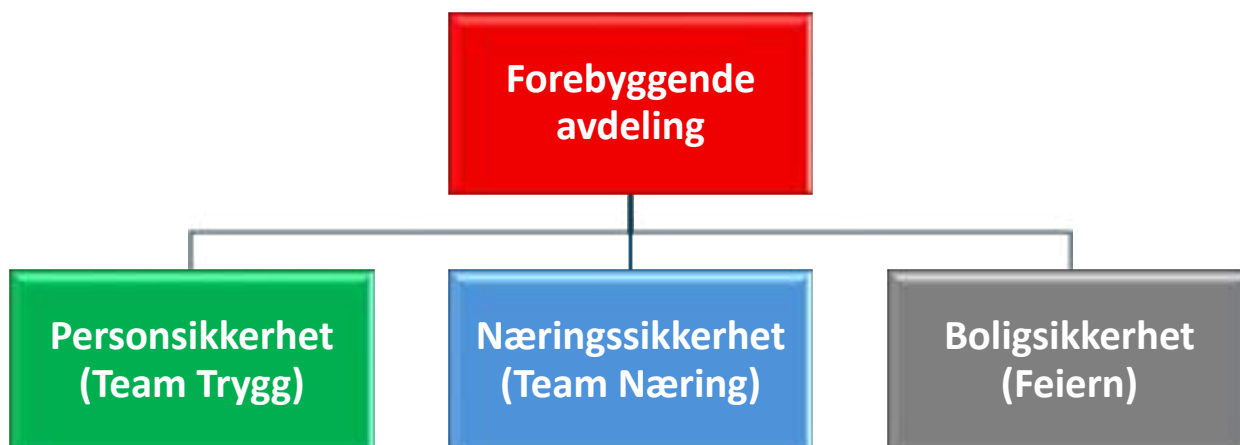 Forebyggende
avdeling
Personsikkerhet
(Team Trygg)
Næringssikkerhet
(Team Næring)
Boligsikkerhet
(Feiern)